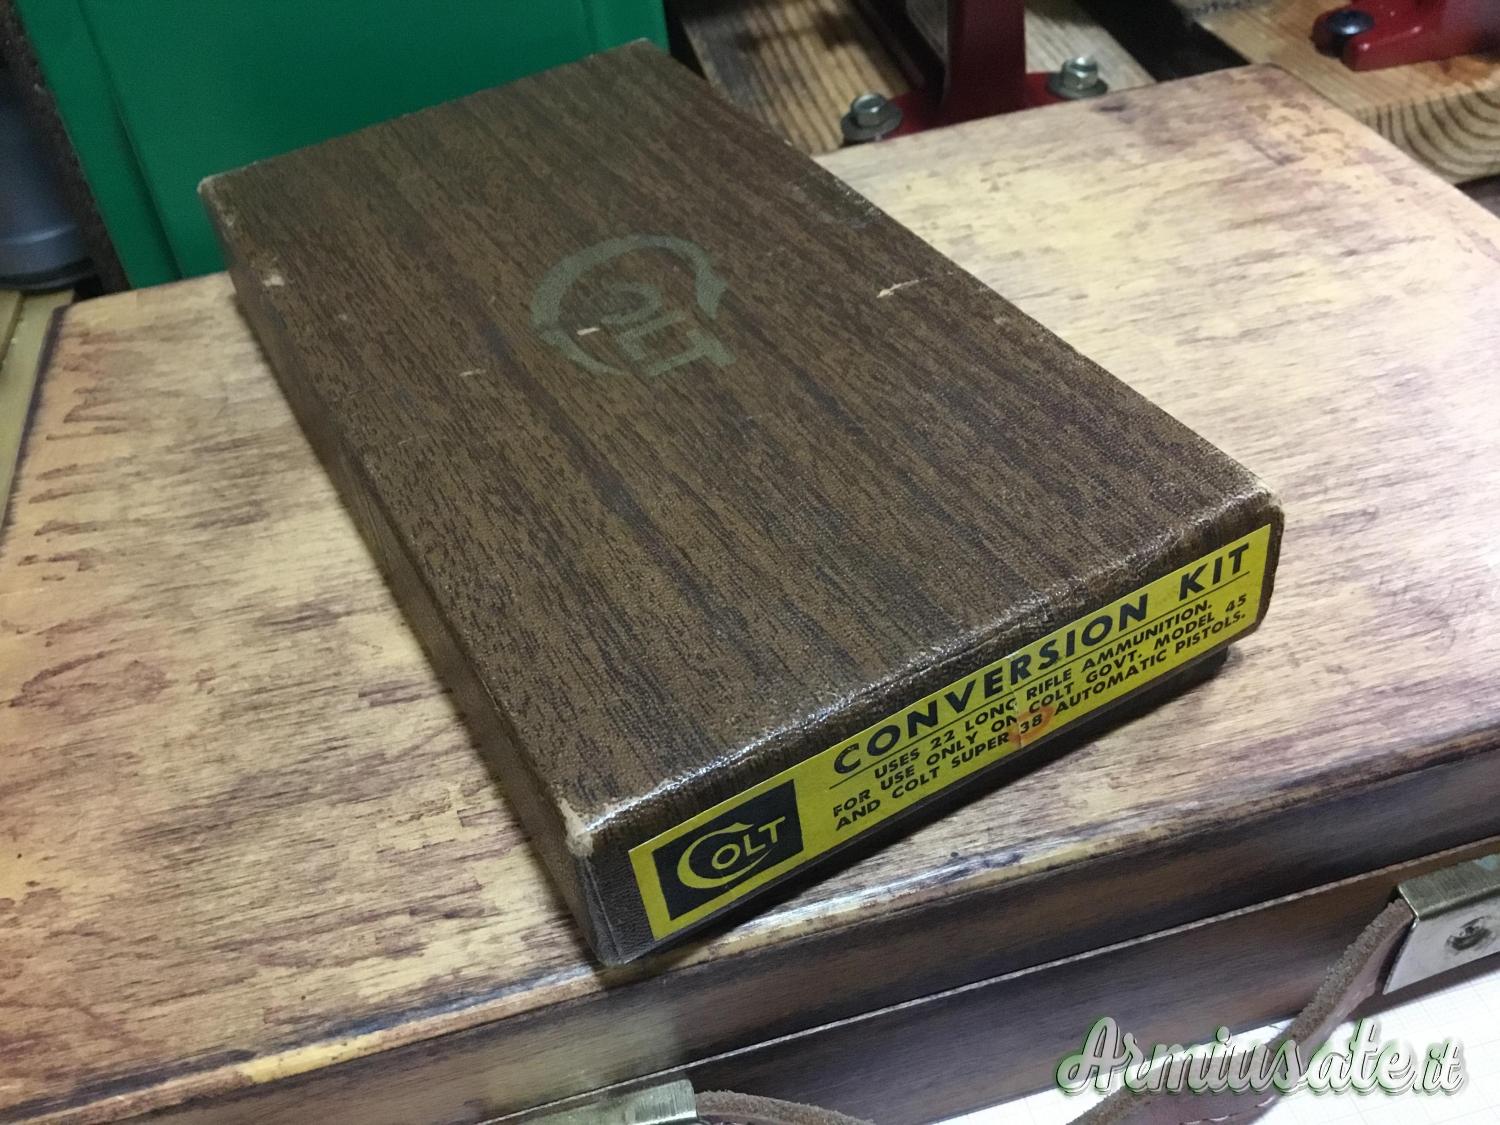 COLT
COLT
CONVERSION KIT
USES 22 LONG RIFLE AMMUNITION.
FOR USE ONLY ON COLT GOVT. MODEL 45
AND COLT SUPER 38 AUTOMATIC PISTOLS.
Armiusate.it